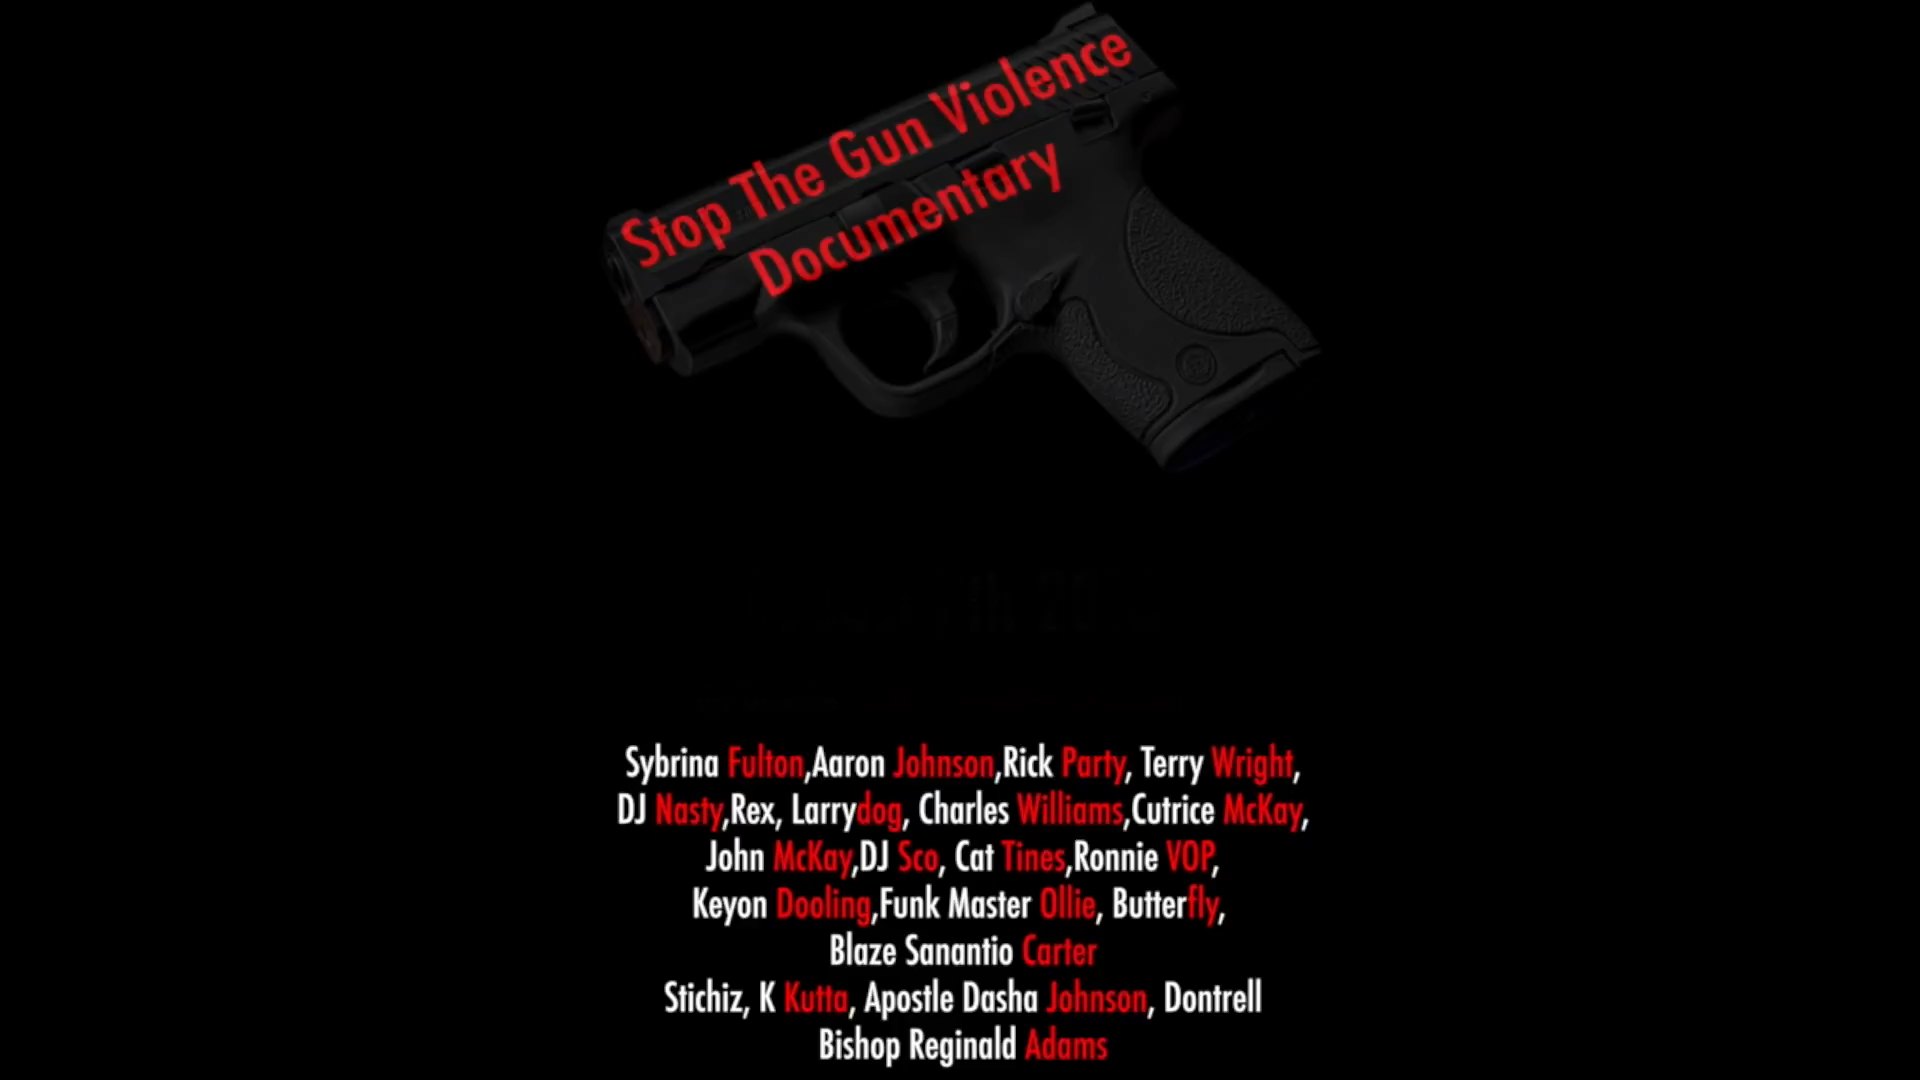 Stop The Gun Violence
Documentary
Sybrina Fulton,Aaron Johnson,Rick Party, Terry Wright,
DJ Nasty,Rex, Larrydog, Charles Williams,Cutrice McKay,
John McKay,DJ Sco, Cat Tines,Ronnie VOP,
Keyon Dooling,Funk Master Ollie, Butterfly,
Blaze Sanantio Carter
Stichiz, K Kutta, Apostle Dasha Johnson, Dontrell
Bishop Reginald Adams